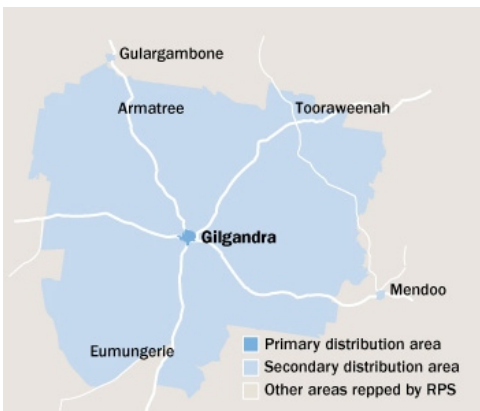 Gulargambone
Armatree
Tooraweenah
Gilgandra
Mendoo
Eumungerie
Primary distribution area
Secondary distribution area
Other areas repped by RPS